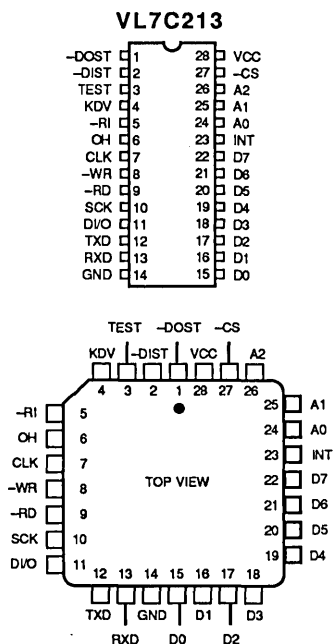 VL7C213
-DOST 1 28 VCC
-DIST 2 27 -CS
TEST 3 26 A2
KDV 4 25 A1
-RI 5 24 A0
OH 6 23 INT
CLK 7 22 D7
-WR 8 21 D6
-RD 9 20 D5
SCK 10 19 D4
DI/O 11 18 D3
TXD 12 17 D2
RXD 13 16 D1
GND 14 15 D0
TEST -DOST -CS
KDV -DIST VCC A2
4 3 2 1 28 27 26
-RI 5 25 A1
OH 6 24 A0
CLK 7 23 INT
-WR 8 TOP VIEW 22 D7
-RD 9 21 D6
SCK 10 20 D5
DI/O 11 19 D4
12 13 14 15 16 17 18
TXD GND D1 D3
RXD D0 D2